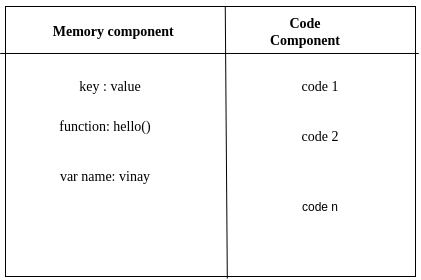 Memory component
Code
Component
key : value
code 1
function: hello()
code 2
var name: vinay
code n